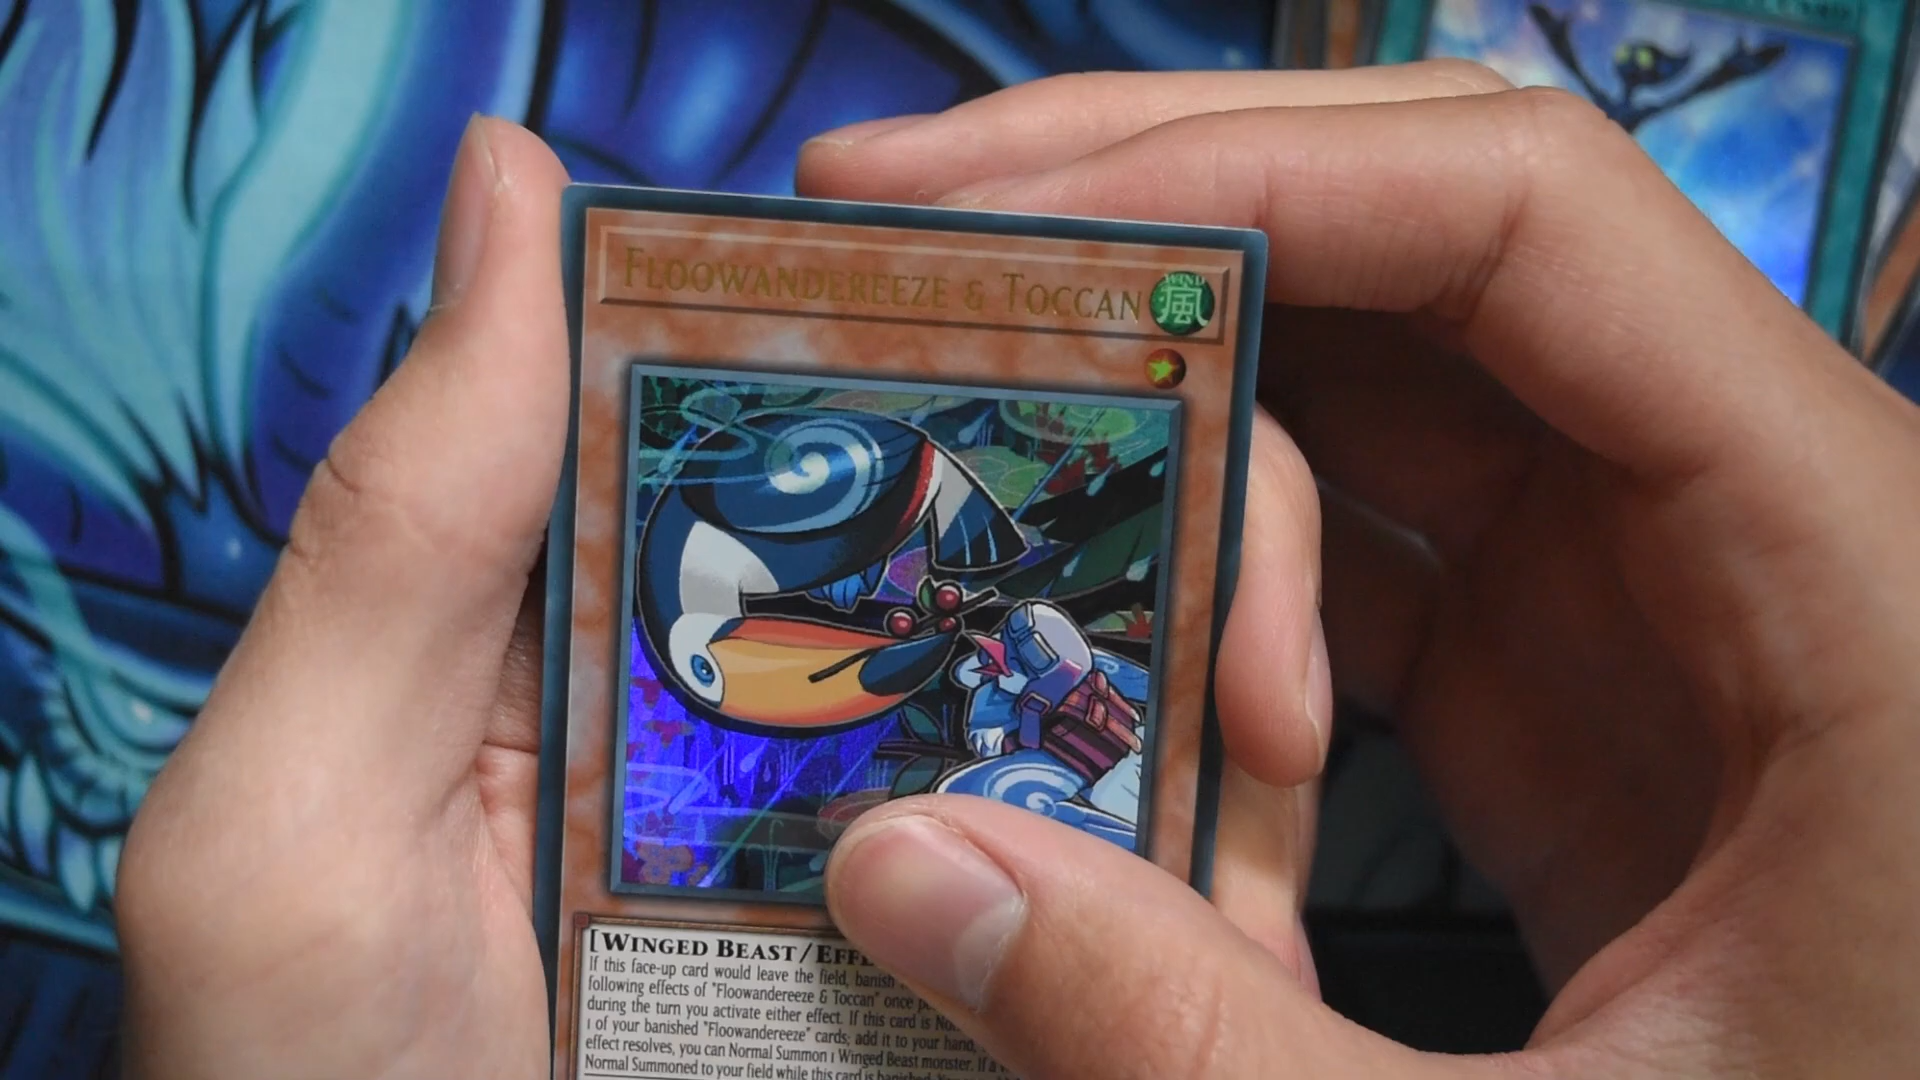 FLOOWANDEREEZE & TOCCAN
WIND
風
[WINGED BEAST/EFFE
If this face-up card would leave the field, banish
following effects of "Floowandereeze & Toccan" once p
during the turn you activate either effect. If this card is No
1 of your banished "Floowandereeze" cards; add it to your hand,
effect resolves, you can Normal Summon 1 Winged Beast monster. If a
Normal Summoned to your field while this card is banished